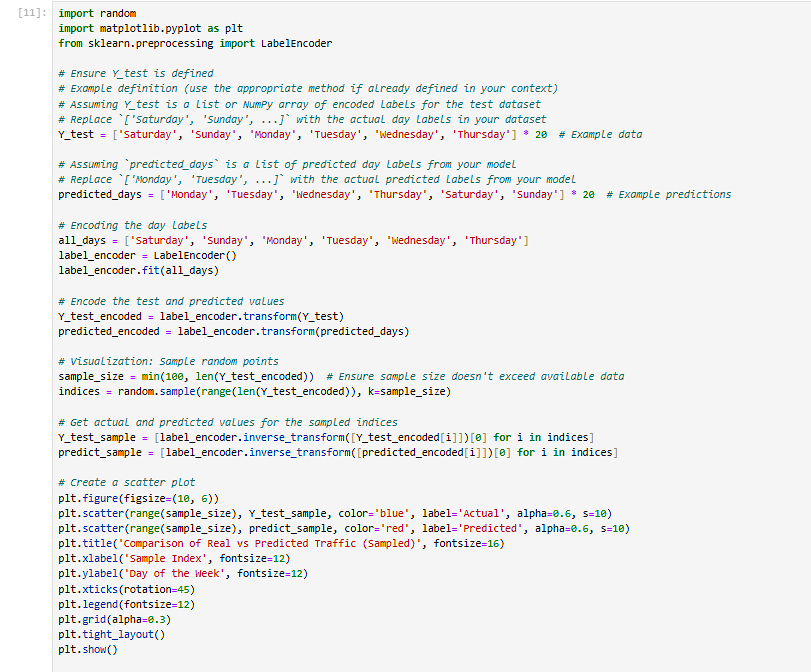 [11]:
import random
import matplotlib.pyplot as plt
from sklearn.preprocessing import LabelEncoder
# Ensure Y_test is defined
# Example definition (use the appropriate method if already defined in your context)
# Assuming Y_test is a list or NumPy array of encoded labels for the test dataset
# Replace `['Saturday', 'Sunday', ...]` with the actual day labels in your dataset
Y_test = ['Saturday', 'Sunday', 'Monday', 'Tuesday', 'Wednesday', 'Thursday'] * 20  # Example data
# Assuming `predicted_days` is a list of predicted day labels from your model
# Replace `['Monday', 'Tuesday', ...]` with the actual predicted labels from your model
predicted_days = ['Monday', 'Tuesday', 'Wednesday', 'Thursday', 'Saturday', 'Sunday'] * 20  # Example predictions
# Encoding the day labels
all_days = ['Saturday', 'Sunday', 'Monday', 'Tuesday', 'Wednesday', 'Thursday']
label_encoder = LabelEncoder()
label_encoder.fit(all_days)
# Encode the test and predicted values
Y_test_encoded = label_encoder.transform(Y_test)
predicted_encoded = label_encoder.transform(predicted_days)
# Visualization: Sample random points
sample_size = min(100, len(Y_test_encoded))  # Ensure sample size doesn't exceed available data
indices = random.sample(range(len(Y_test_encoded)), k=sample_size)
# Get actual and predicted values for the sampled indices
Y_test_sample = [label_encoder.inverse_transform([Y_test_encoded[i]])[0] for i in indices]
predict_sample = [label_encoder.inverse_transform([predicted_encoded[i]])[0] for i in indices]
# Create a scatter plot
plt.figure(figsize=(10, 6))
plt.scatter(range(sample_size), Y_test_sample, color='blue', label='Actual', alpha=0.6, s=10)
plt.scatter(range(sample_size), predict_sample, color='red', label='Predicted', alpha=0.6, s=10)
plt.title('Comparison of Real vs Predicted Traffic (Sampled)', fontsize=16)
plt.xlabel('Sample Index', fontsize=12)
plt.ylabel('Day of the Week', fontsize=12)
plt.xticks(rotation=45)
plt.legend(fontsize=12)
plt.grid(alpha=0.3)
plt.tight_layout()
plt.show()